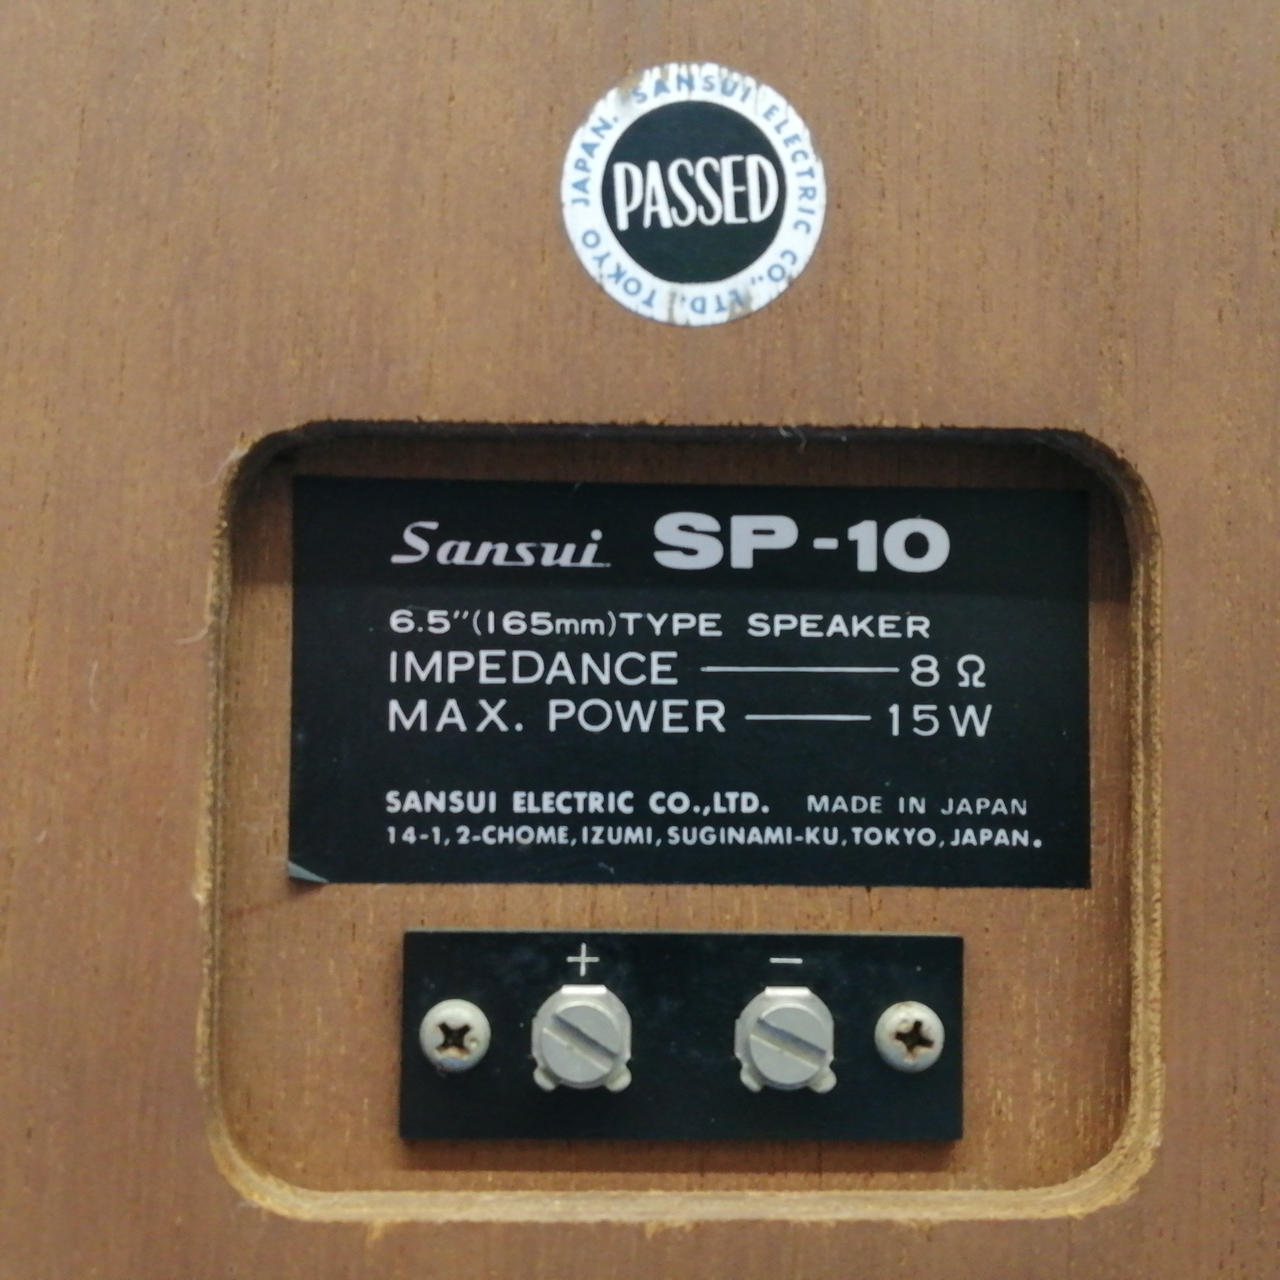 SANSUI ELECTRIC CO., LTD. TOKYO JAPAN.
PASSED
Sansui SP-10
6.5"(165mm)TYPE SPEAKER
IMPEDANCE 8 Ω
MAX. POWER 15W
SANSUI ELECTRIC CO.,LTD. MADE IN JAPAN
14-1, 2-CHOME, IZUMI, SUGINAMI-KU, TOKYO, JAPAN.
+ −